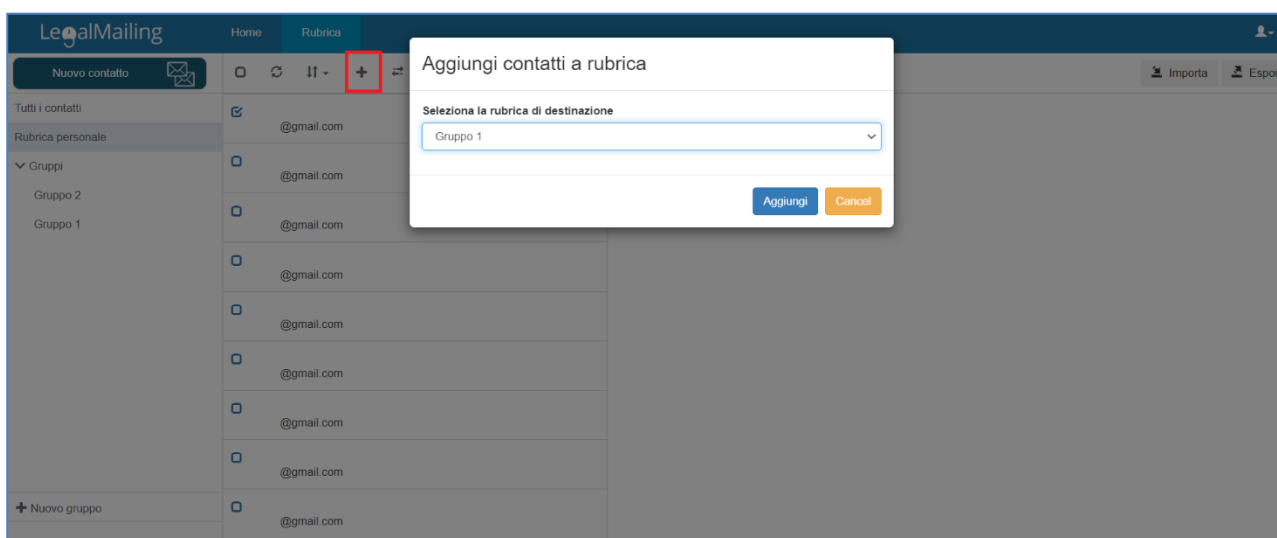 LegalMailing
Home
Rubrica
Nuovo contatto
Importa
Espor
Tutti i contatti
Rubrica personale
Gruppi
Gruppo 2
Gruppo 1
Nuovo gruppo
@gmail.com
@gmail.com
@gmail.com
@gmail.com
@gmail.com
@gmail.com
@gmail.com
@gmail.com
@gmail.com
Aggiungi contatti a rubrica
Seleziona la rubrica di destinazione
Gruppo 1
Aggiungi
Cancel